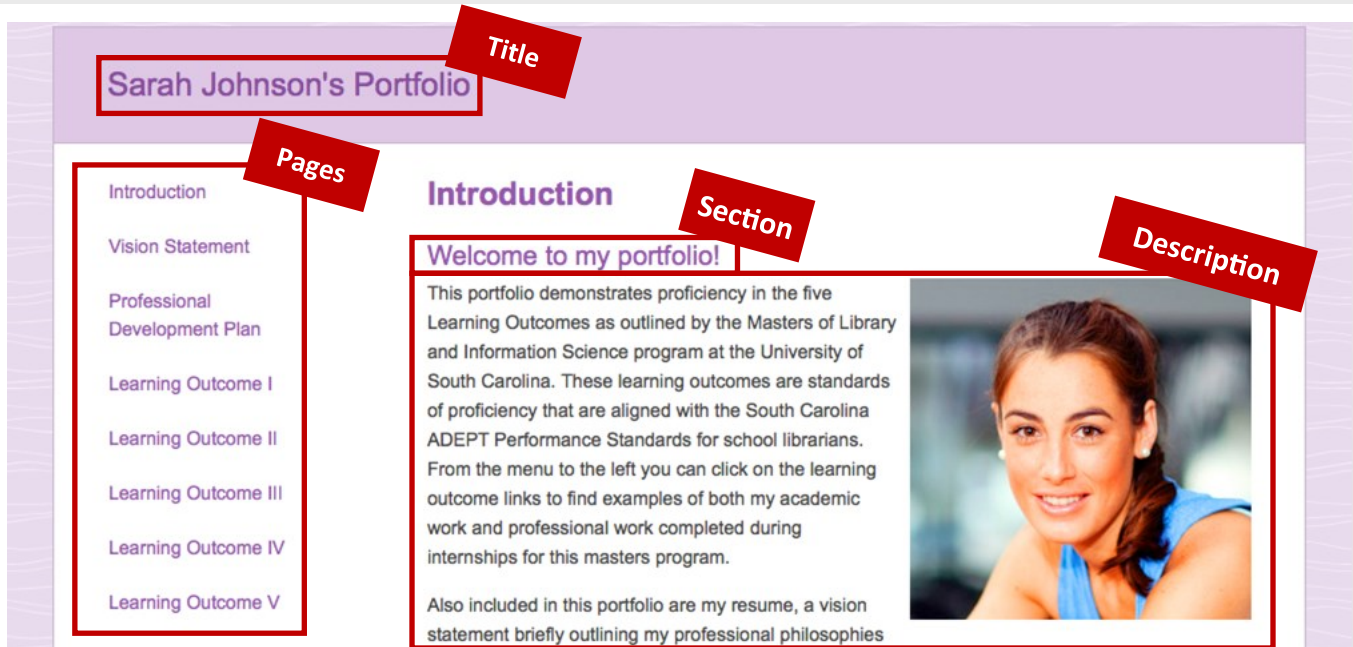 Title
Sarah Johnson's Portfolio
Pages
Introduction
Vision Statement
Professional
Development Plan
Learning Outcome I
Learning Outcome II
Learning Outcome III
Learning Outcome IV
Learning Outcome V
Introduction
Section
Welcome to my portfolio!
Description
This portfolio demonstrates proficiency in the five
Learning Outcomes as outlined by the Masters of Library
and Information Science program at the University of
South Carolina. These learning outcomes are standards
of proficiency that are aligned with the South Carolina
ADEPT Performance Standards for school librarians.
From the menu to the left you can click on the learning
outcome links to find examples of both my academic
work and professional work completed during
internships for this masters program.
Also included in this portfolio are my resume, a vision
statement briefly outlining my professional philosophies